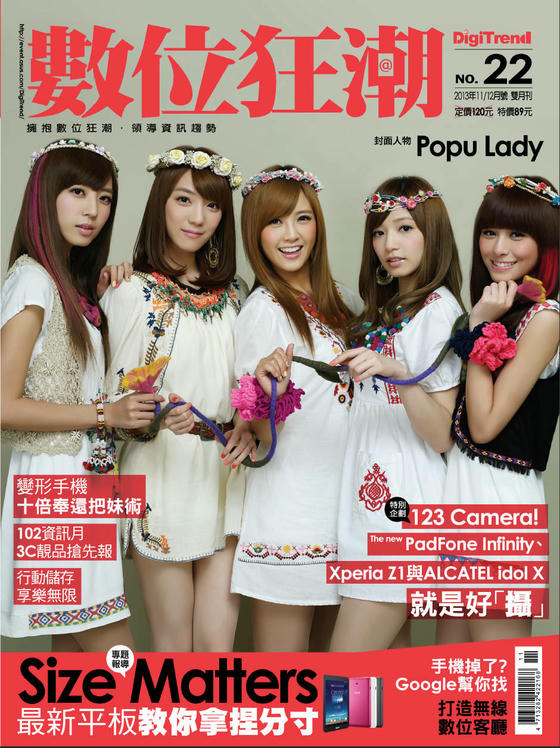 http://event.asus.com/DigiTrend/
數位狂潮
@
DigiTrend
NO. 22
2013年11/12月號 雙月刊
定價120元 特價89元
擁抱數位狂潮．領導資訊趨勢
封面人物 Popu Lady
變形手機
十倍奉還把妹術
102資訊月
3C靚品搶先報
行動儲存
享樂無限
特別
企劃
123 Camera!
The new PadFone Infinity、
Xperia Z1與ALCATEL idol X
就是好「攝」
專題
報導
Size Matters
最新平板教你拿捏分寸
手機掉了?
Google幫你找
打造無線
數位客廳
11
4713282422166